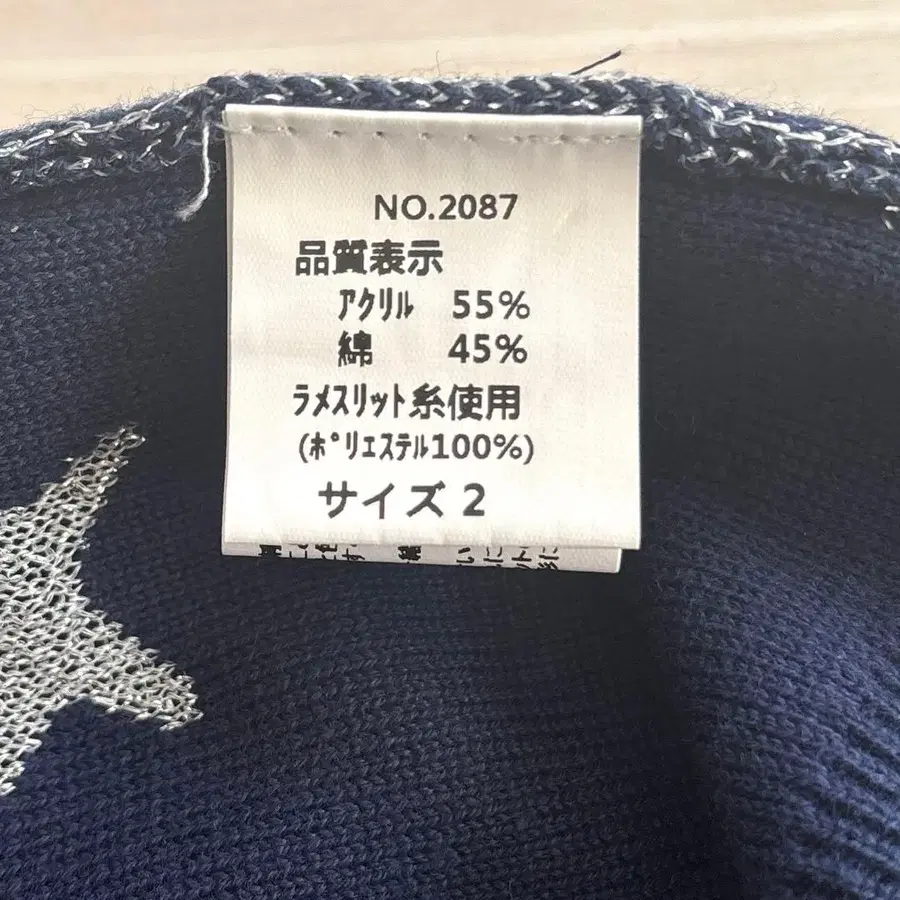 NO.2087
品質表示
ｱｸﾘﾙ 55%
綿 45%
ﾗﾒｽﾘｯﾄ糸使用
(ﾎﾟﾘｴｽﾃﾙ100%)
サイズ 2